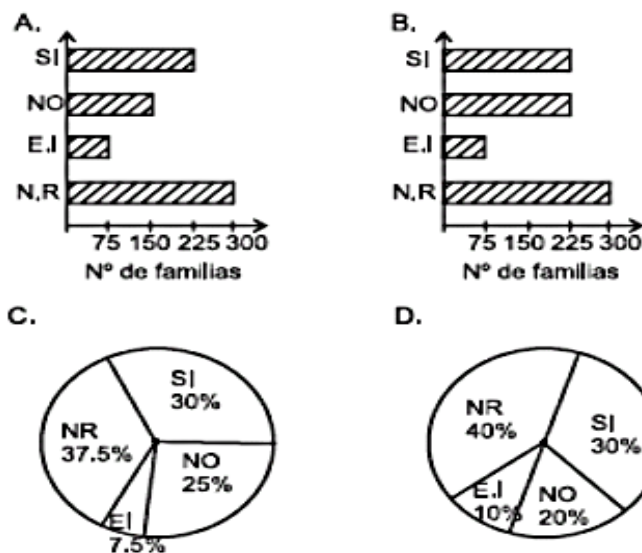 A.
SI
NO
E.I
N.R
75 150 225 300
Nº de familias
B.
SI
NO
E.I
N.R
75 150 225 300
Nº de familias
C.
SI
30%
NR
37.5%
NO
25%
EI
7.5%
D.
NR
40%
SI
30%
E.I
10%
NO
20%